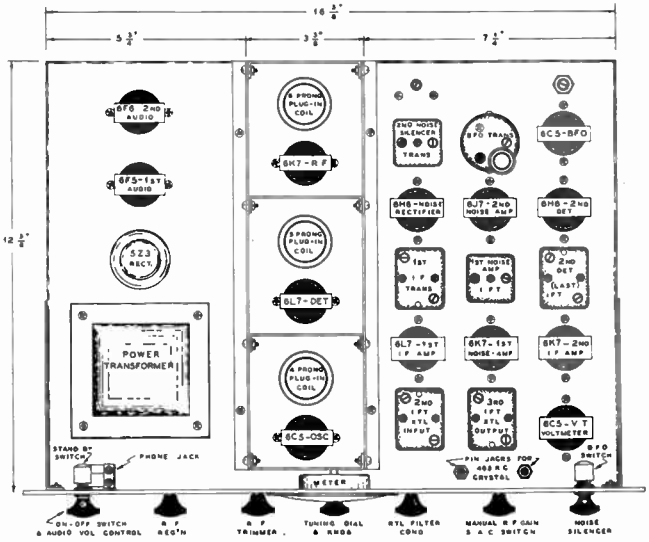 16 3/8"
5 3/4"
3 3/8"
7 1/4"
12 3/8"
6F6 2ND
AUDIO
6F5-1ST
AUDIO
5Z3
RECT.
POWER
TRANSFORMER
STAND BY
SWITCH
PHONE JACK
6 PRONG
PLUG-IN
COIL
6K7-RF
5 PRONG
PLUG-IN
COIL
6L7-DET
4 PRONG
PLUG-IN
COIL
6C5-OSC
METER
2ND NOISE
SILENCER
TRANS
BFO TRANS
6C5-BFO
6H6-NOISE
RECTIFIER
6J7-2ND
NOISE AMP
6H6-2ND
DET
1ST
I F
TRANS
1ST NOISE
AMP
I F T
2ND
DET
(LAST)
IFT
6L7-1ST
I F AMP
6K7-1ST
NOISE-AMP
6K7-2ND
I F AMP
2ND
IFT
XTL
INPUT
3RD
IFT
XTL
OUTPUT
6C5-VT
VOLTMETER
PIN JACKS FOR
465 KC
CRYSTAL
BFO
SWITCH
ON-OFF SWITCH
& AUDIO VOL CONTROL
R F
REG'N
R F
TRIMMER
TUNING DIAL
& KNOB
XTL FILTER
COND
MANUAL RF GAIN
S A C SWITCH
NOISE
SILENCER